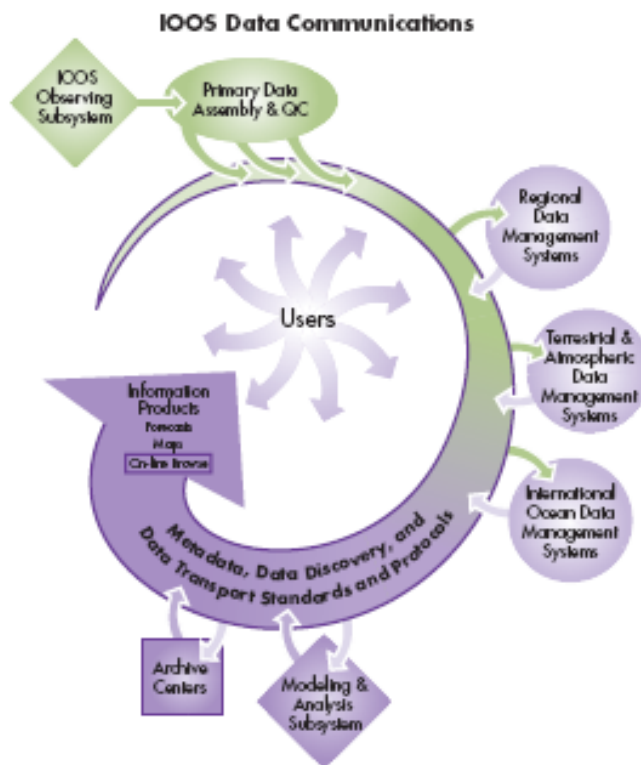 IOOS Data Communications
IOOS
Observing
Subsystem
Primary Data
Assembly & QC
Regional
Data
Management
Systems
Users
Terrestrial &
Atmospheric
Data
Management
Systems
Information
Products
Forecasts
Maps
On-line Browse
International
Ocean Data
Management
Systems
Metadata, Data Discovery, and
Data Transport Standards and Protocols
Archive
Centers
Modeling &
Analysis
Subsystem